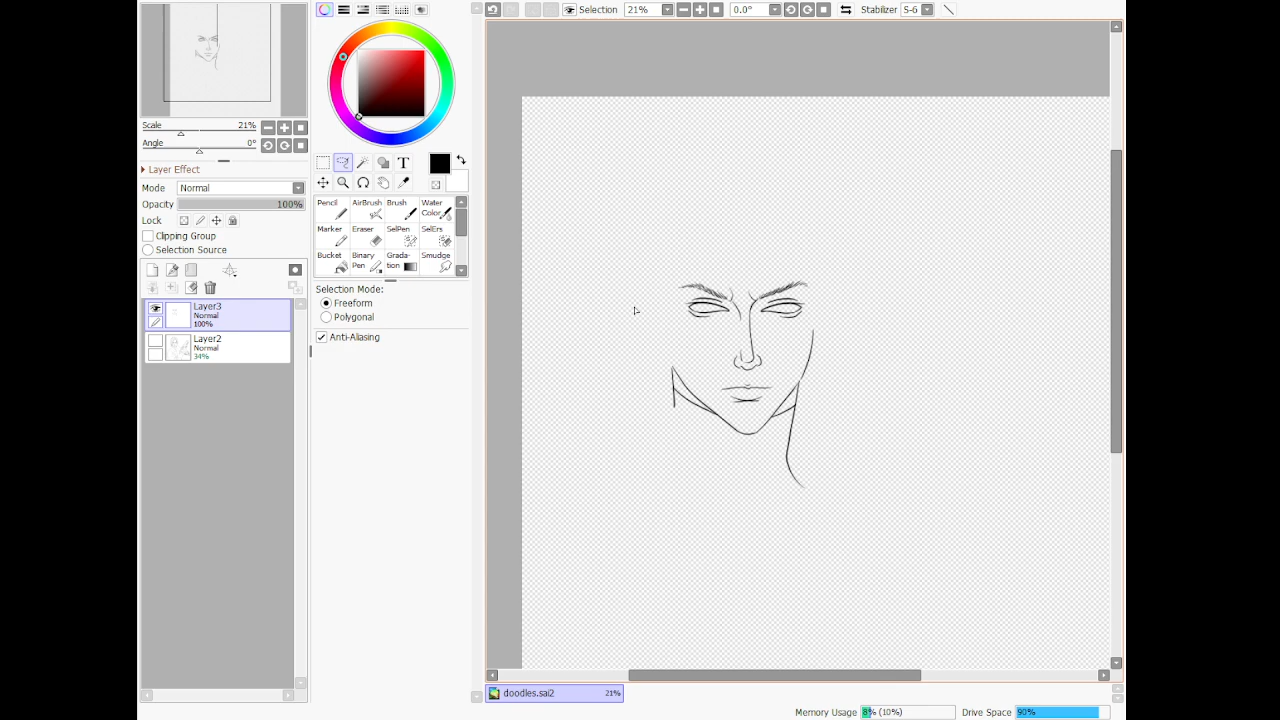 Selection 21% 0.0° Stabilizer S-6
Scale 21%
Angle 0°
Layer Effect
Mode Normal
Opacity 100%
Lock
Clipping Group
Selection Source
Layer3
Normal
100%
Layer2
Normal
34%
T
Pencil AirBrush Brush Water Color
Marker Eraser SelPen SelErs
Bucket Binary Pen Grada-tion Smudge
Selection Mode:
Freeform
Polygonal
Anti-Aliasing
doodles.sai2 21%
Memory Usage 8% (10%) Drive Space 90%